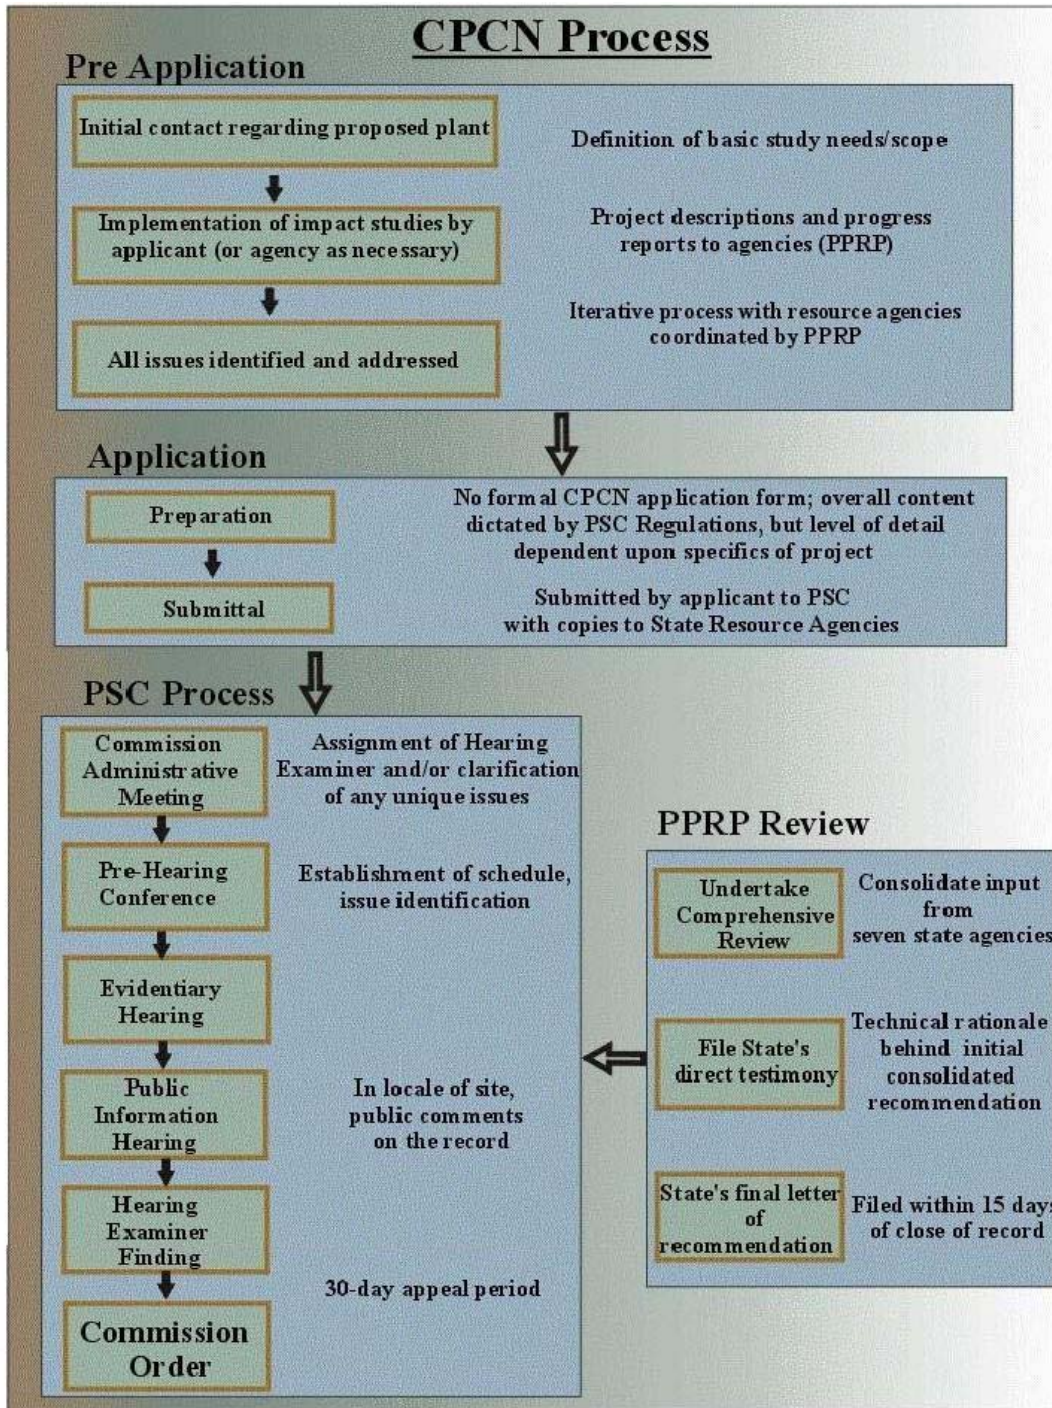 CPCN Process
Pre Application
Initial contact regarding proposed plant
Definition of basic study needs/scope
Implementation of impact studies by
applicant (or agency as necessary)
Project descriptions and progress
reports to agencies (PPRP)
All issues identified and addressed
Iterative process with resource agencies
coordinated by PPRP
Application
Preparation
No formal CPCN application form; overall content
dictated by PSC Regulations, but level of detail
dependent upon specifics of project
Submittal
Submitted by applicant to PSC
with copies to State Resource Agencies
PSC Process
Commission
Administrative
Meeting
Assignment of Hearing
Examiner and/or clarification
of any unique issues
Pre-Hearing
Conference
Establishment of schedule,
issue identification
Evidentiary
Hearing
Public
Information
Hearing
In locale of site,
public comments
on the record
Hearing
Examiner
Finding
30-day appeal period
Commission
Order
PPRP Review
Undertake
Comprehensive
Review
Consolidate input
from
seven state agencies
File State's
direct testimony
Technical rationale
behind initial
consolidated
recommendation
State's final letter
of
recommendation
Filed within 15 days
of close of record